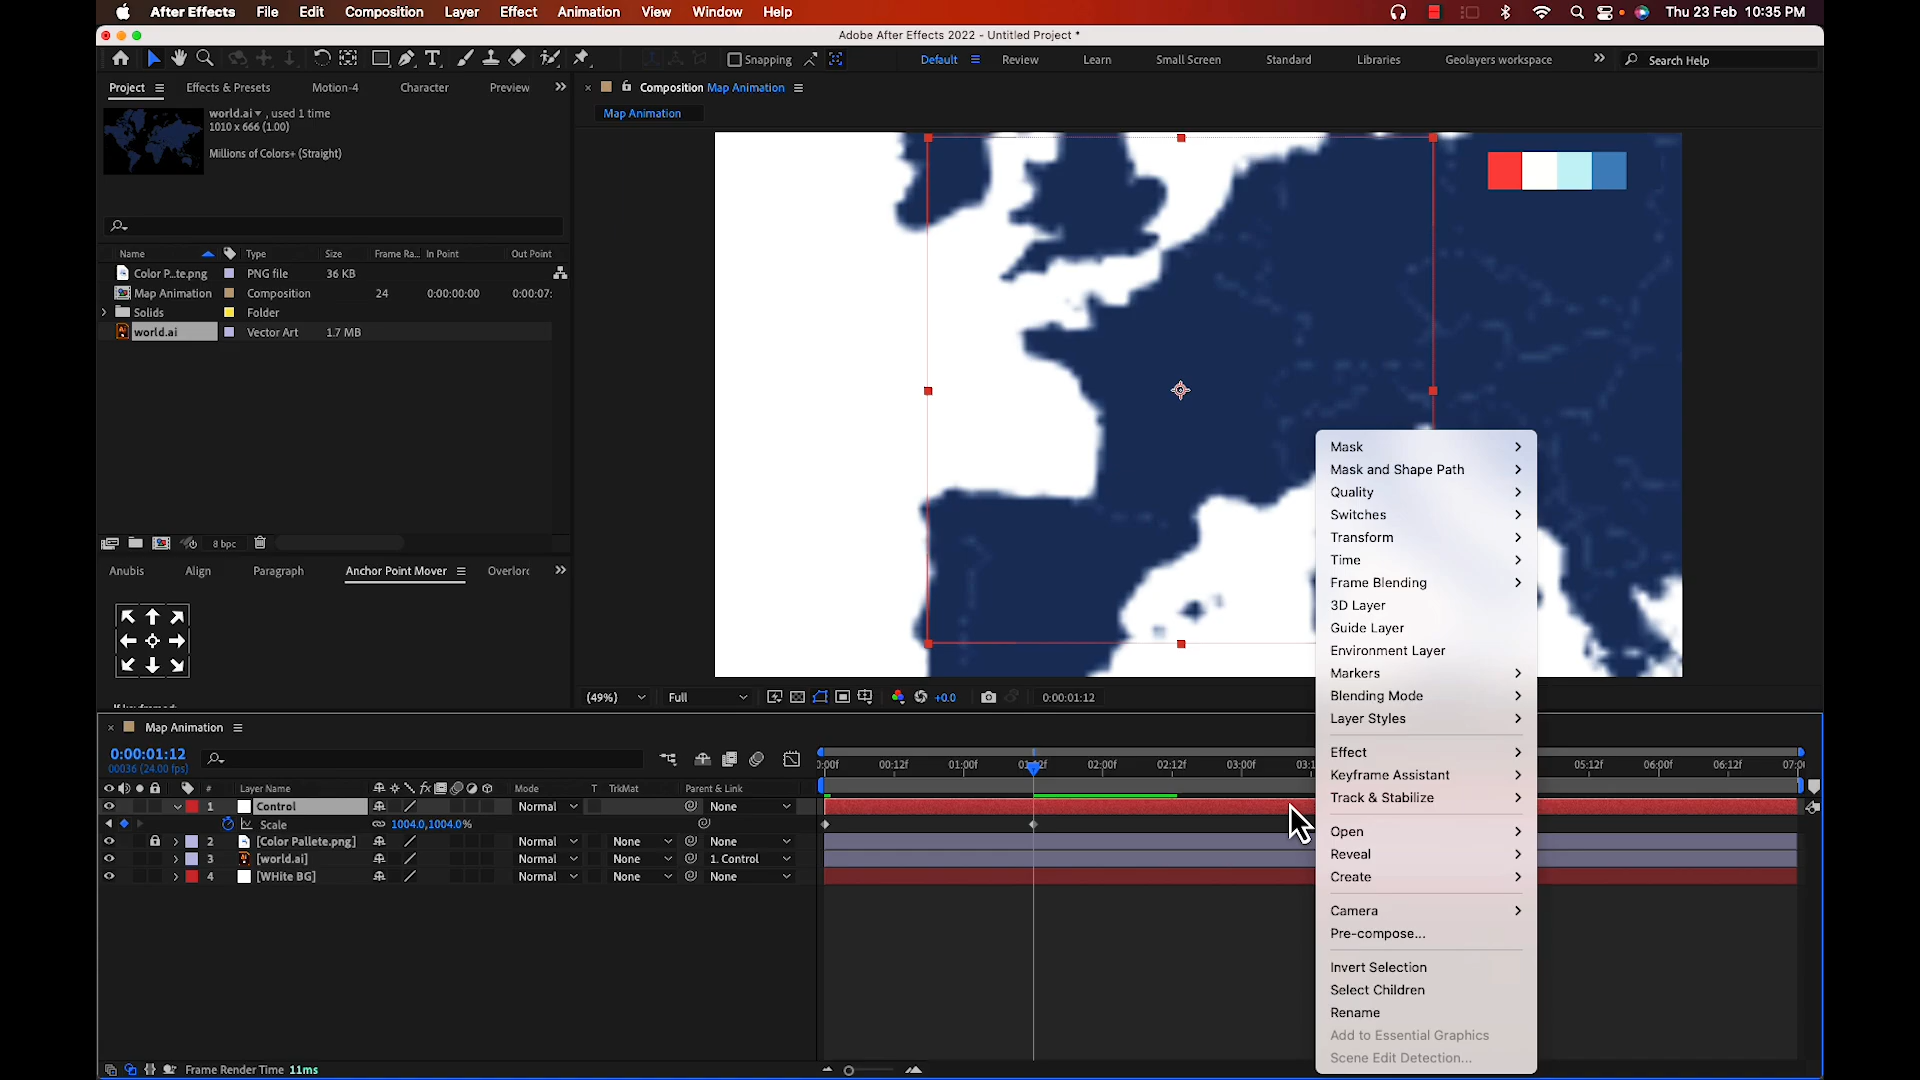 After Effects File Edit Composition Layer Effect Animation View Window Help Thu 23 Feb 10:35 PM
Adobe After Effects 2022 - Untitled Project *
Snapping Default Review Learn Small Screen Standard Libraries Geolayers workspace Search Help
Project Effects & Presets Motion-4 Character Preview
Composition Map Animation
Map Animation
world.ai , used 1 time
1010 x 666 (1.00)
Millions of Colors+ (Straight)
Name Type Size Frame Ra... In Point Out Point
Color P...te.png PNG file 36 KB
Map Animation Composition 24 0:00:00:00 0:00:07:
Solids Folder
world.ai Vector Art 1.7 MB
8 bpc
Anubis Align Paragraph Anchor Point Mover Overlord
(49%) Full +0.0 0:00:01:12
Mask
Mask and Shape Path
Quality
Switches
Transform
Time
Frame Blending
3D Layer
Guide Layer
Environment Layer
Markers
Blending Mode
Layer Styles
Effect
Keyframe Assistant
Track & Stabilize
Open
Reveal
Create
Camera
Pre-compose...
Invert Selection
Select Children
Rename
Add to Essential Graphics
Scene Edit Detection...
Map Animation
0:00:01:12
00036 (24.00 fps)
:00f 00:12f 01:00f 01:12f 02:00f 02:12f 03:00f 03:1 05:12f 06:00f 06:12f 07:0
# Layer Name Mode T TrkMat Parent & Link
1 Control Normal None
Scale 1004.0,1004.0%
2 [Color Pallete.png] Normal None None
3 [world.ai] Normal None 1. Control
4 [WHite BG] Normal None None
Frame Render Time 11ms